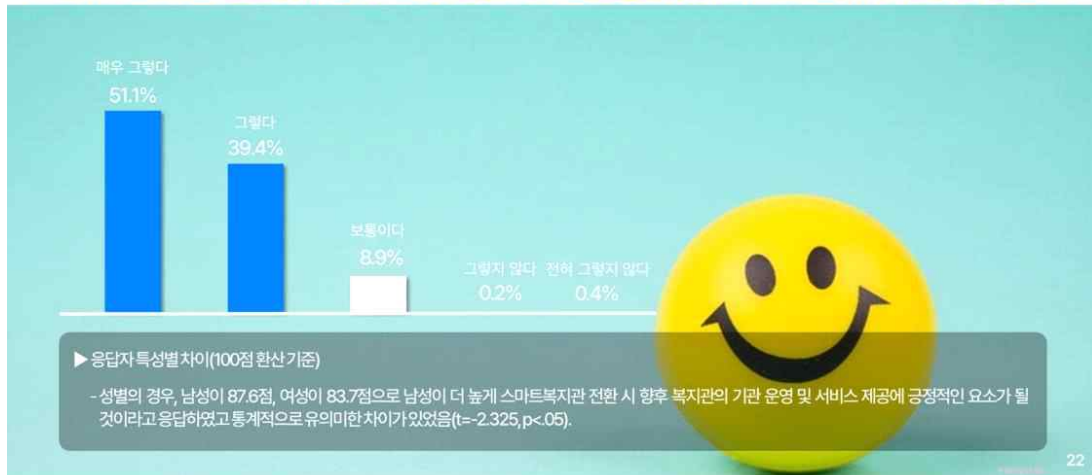 매우 그렇다
51.1%
그렇다
39.4%
보통이다
8.9%
그렇지 않다 전혀 그렇지 않다
0.2% 0.4%
▶ 응답자 특성별 차이(100점 환산 기준)
- 성별의 경우, 남성이 87.6점, 여성이 83.7점으로 남성이 더 높게 스마트복지관 전환 시 향후 복지관의 기관 운영 및 서비스 제공에 긍정적인 요소가 될
것이라고 응답하였고 통계적으로 유의미한 차이가 있었음(t=-2.325, p<.05).
22